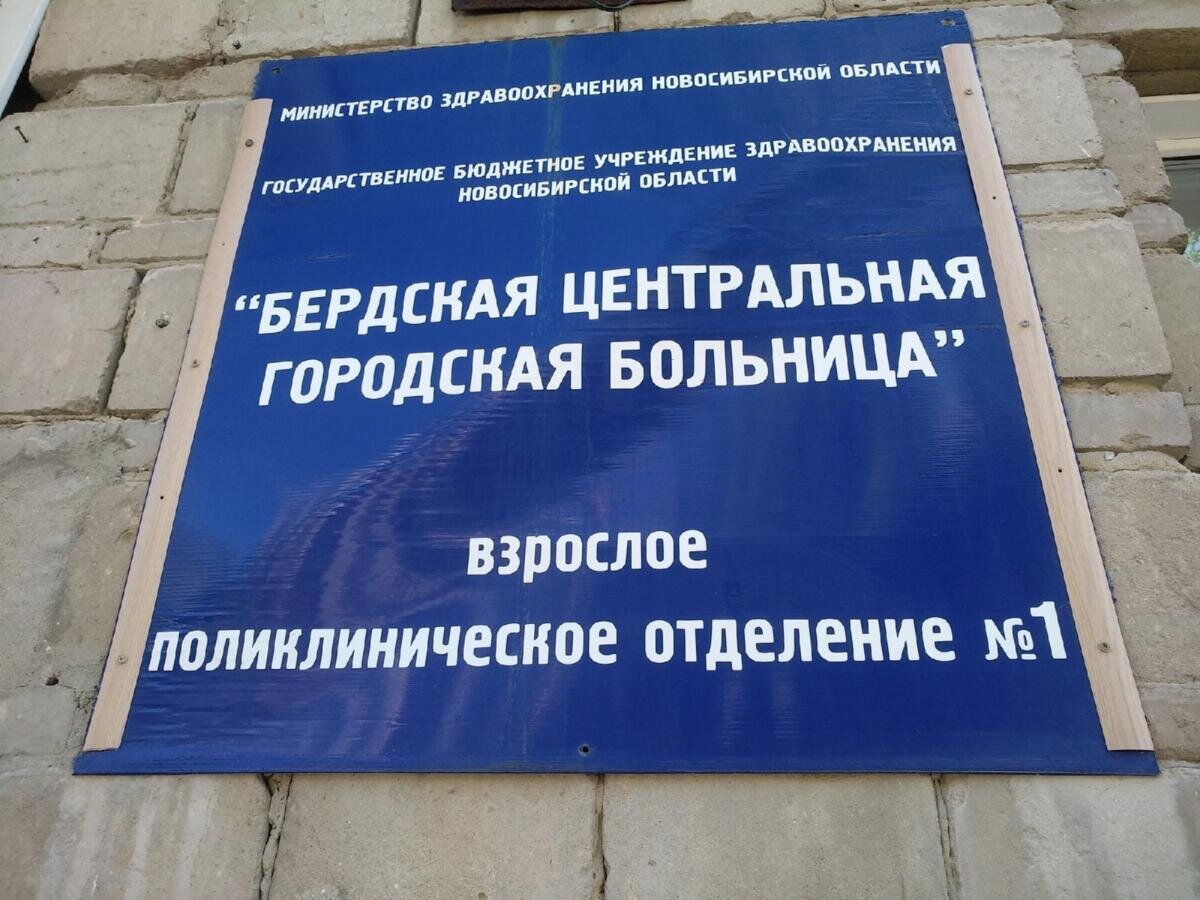 МИНИСТЕРСТВО ЗДРАВООХРАНЕНИЯ НОВОСИБИРСКОЙ ОБЛАСТИ
ГОСУДАРСТВЕННОЕ БЮДЖЕТНОЕ УЧРЕЖДЕНИЕ ЗДРАВООХРАНЕНИЯ
НОВОСИБИРСКОЙ ОБЛАСТИ
“БЕРДСКАЯ ЦЕНТРАЛЬНАЯ
ГОРОДСКАЯ БОЛЬНИЦА”
взрослое
поликлиническое отделение №1